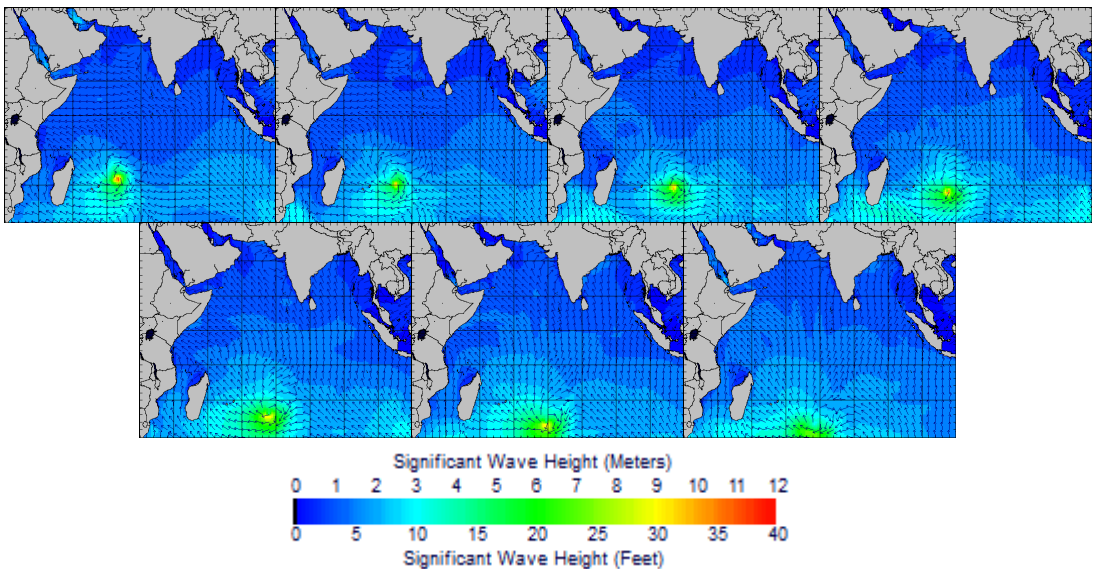 Significant Wave Height (Meters)
0 1 2 3 4 5 6 7 8 9 10 11 12
0 5 10 15 20 25 30 35 40
Significant Wave Height (Feet)